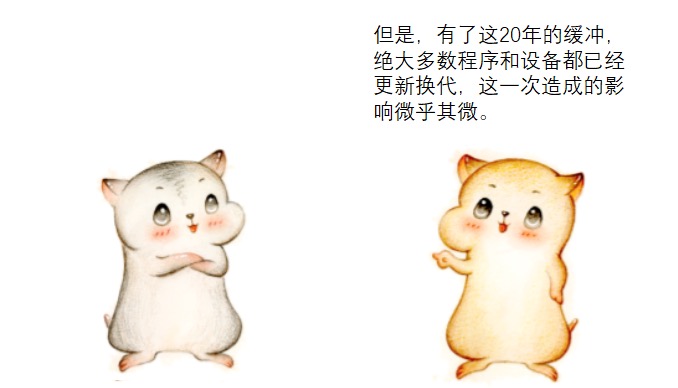 但是，有了这20年的缓冲，
绝大多数程序和设备都已经
更新换代，这一次造成的影
响微乎其微。